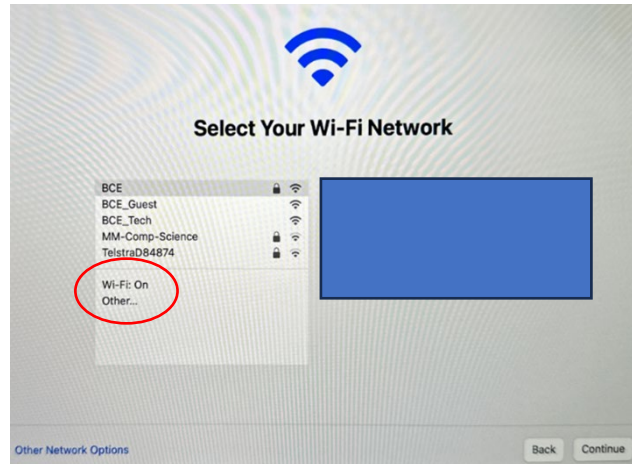 Select Your Wi-Fi Network
BCE
BCE_Guest
BCE_Tech
MM-Comp-Science
TelstraD84874
Wi-Fi: On
Other...
Other Network Options
Back
Continue